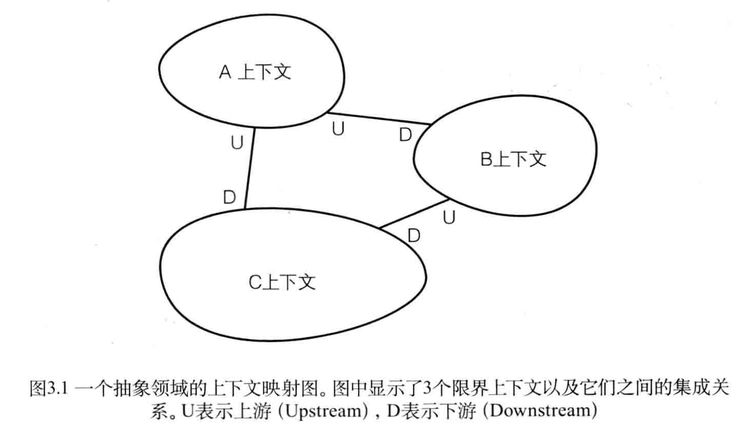 A 上下文
U
U
D
B上下文
D
U
D
C上下文
图3.1 一个抽象领域的上下文映射图。图中显示了3个限界上下文以及它们之间的集成关
系。U表示上游（Upstream），D表示下游（Downstream）